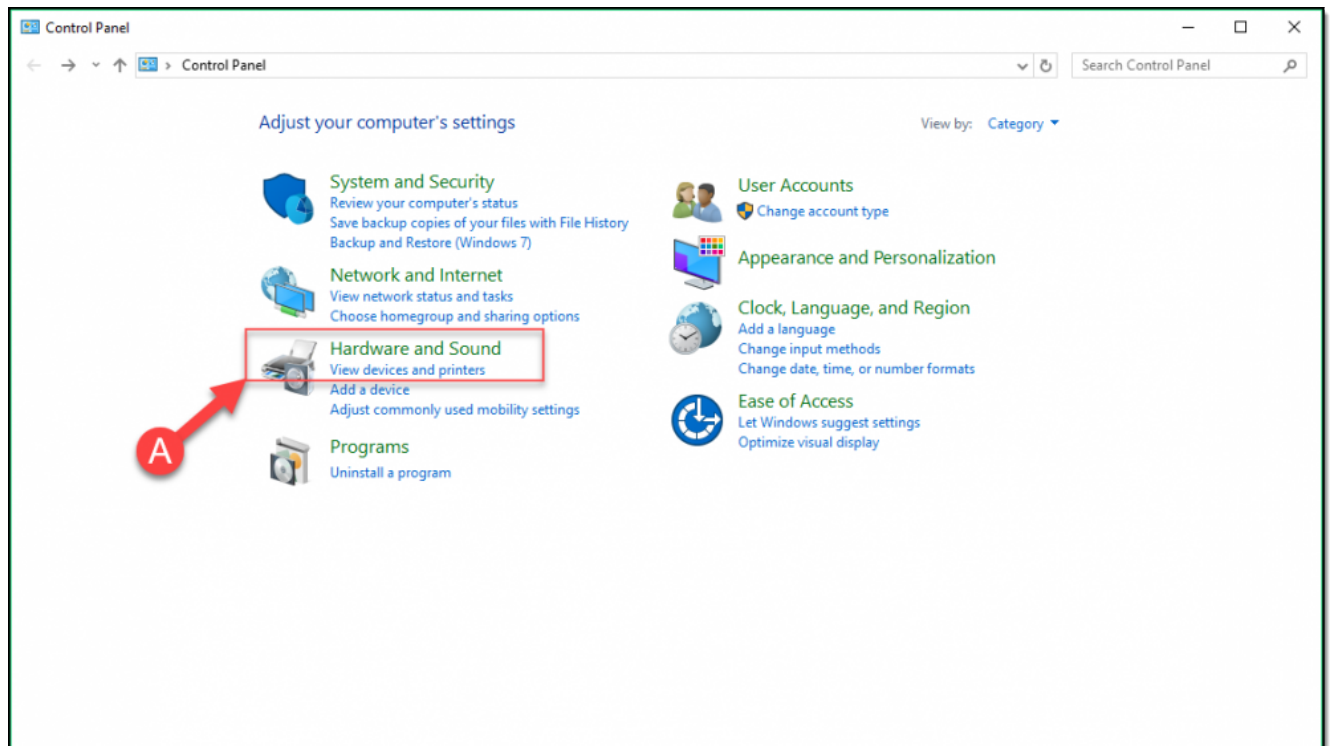 Control Panel
Control Panel
Search Control Panel
Adjust your computer's settings
View by: Category
System and Security
Review your computer's status
Save backup copies of your files with File History
Backup and Restore (Windows 7)
Network and Internet
View network status and tasks
Choose homegroup and sharing options
Hardware and Sound
View devices and printers
Add a device
Adjust commonly used mobility settings
A
Programs
Uninstall a program
User Accounts
Change account type
Appearance and Personalization
Clock, Language, and Region
Add a language
Change input methods
Change date, time, or number formats
Ease of Access
Let Windows suggest settings
Optimize visual display